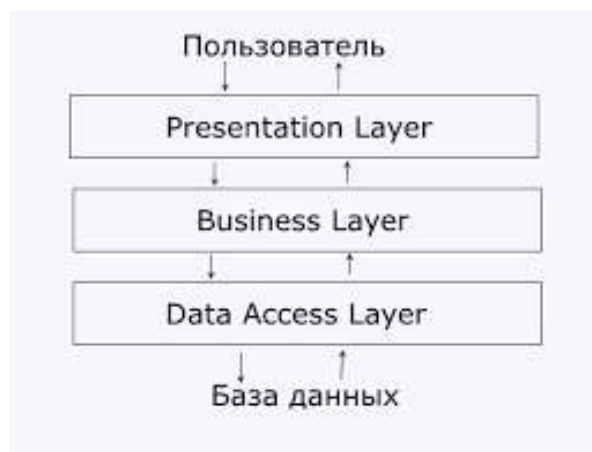 Пользователь
Presentation Layer
Business Layer
Data Access Layer
База данных